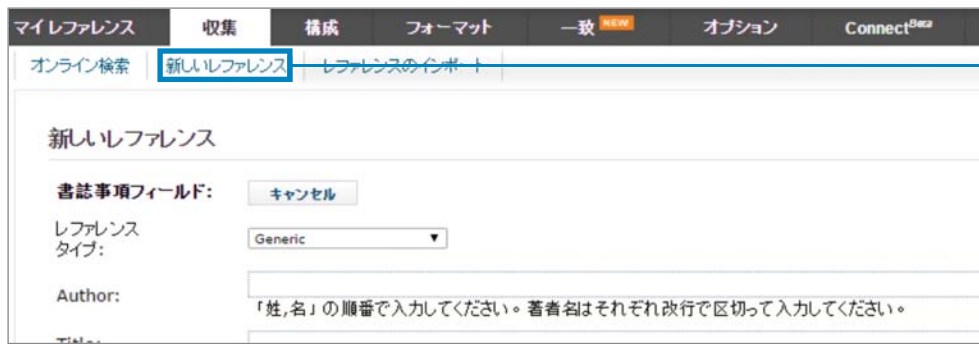 マイレファレンス 収集 構成 フォーマット 一致 NEW オプション Connect Beta
オンライン検索 新しいレファレンス レファレンスのインポート
新しいレファレンス
書誌事項フィールド: キャンセル
レファレンス
タイプ: Generic
Author:
「姓,名」の順番で入力してください。著者名はそれぞれ改行で区切って入力してください。
Title: